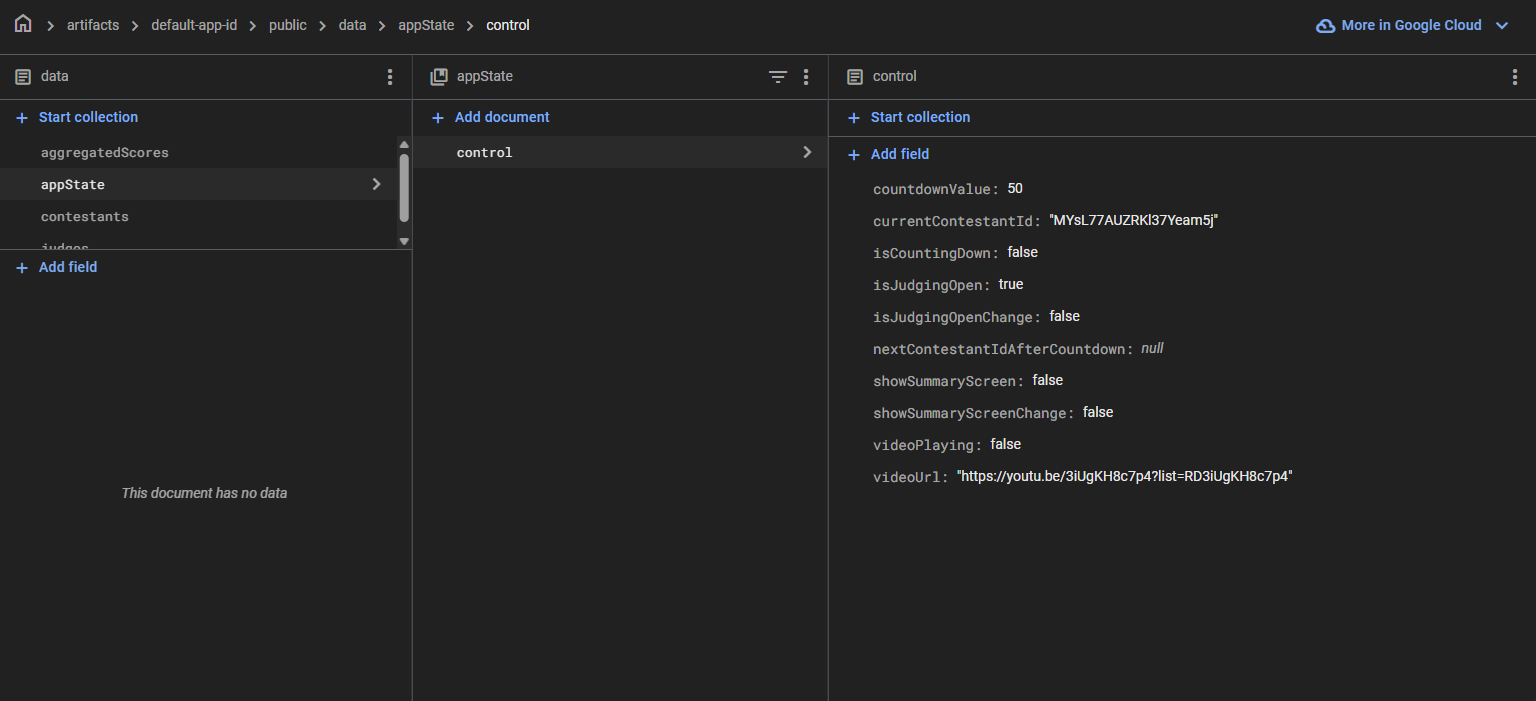 artifacts > default-app-id > public > data > appState > control
More in Google Cloud
data
appState
control
+ Start collection
+ Add document
+ Start collection
aggregatedScores
appState
contestants
judges
+ Add field
This document has no data
control
+ Add field
countdownValue: 50
currentContestantId: "MYsL77AUZRKl37Yeam5j"
isCountingDown: false
isJudgingOpen: true
isJudgingOpenChange: false
nextContestantIdAfterCountdown: null
showSummaryScreen: false
showSummaryScreenChange: false
videoPlaying: false
videoUrl: "https://youtu.be/3iUgKH8c7p4?list=RD3iUgKH8c7p4"